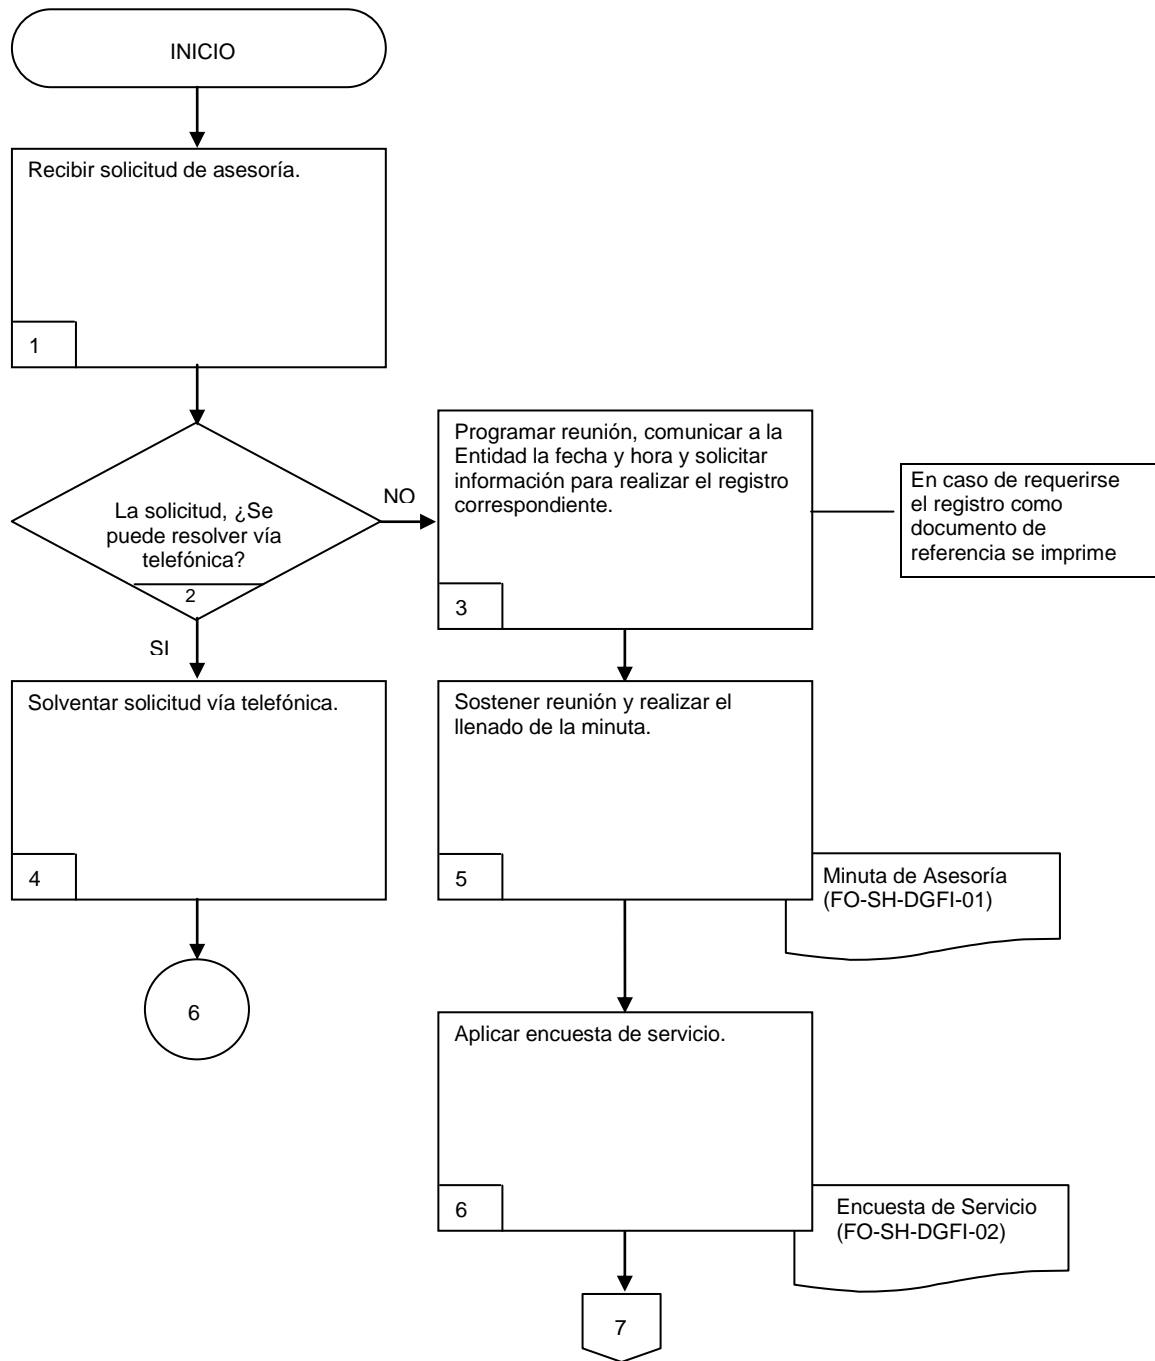 INICIO
Recibir solicitud de asesoría.
1
La solicitud, ¿Se
puede resolver vía
telefónica?
2
NO
SI
Programar reunión, comunicar a la
Entidad la fecha y hora y solicitar
información para realizar el registro
correspondiente.
3
En caso de requerirse
el registro como
documento de
referencia se imprime
Solventar solicitud vía telefónica.
4
6
Sostener reunión y realizar el
llenado de la minuta.
5
Minuta de Asesoría
(FO-SH-DGFI-01)
Aplicar encuesta de servicio.
6
Encuesta de Servicio
(FO-SH-DGFI-02)
7